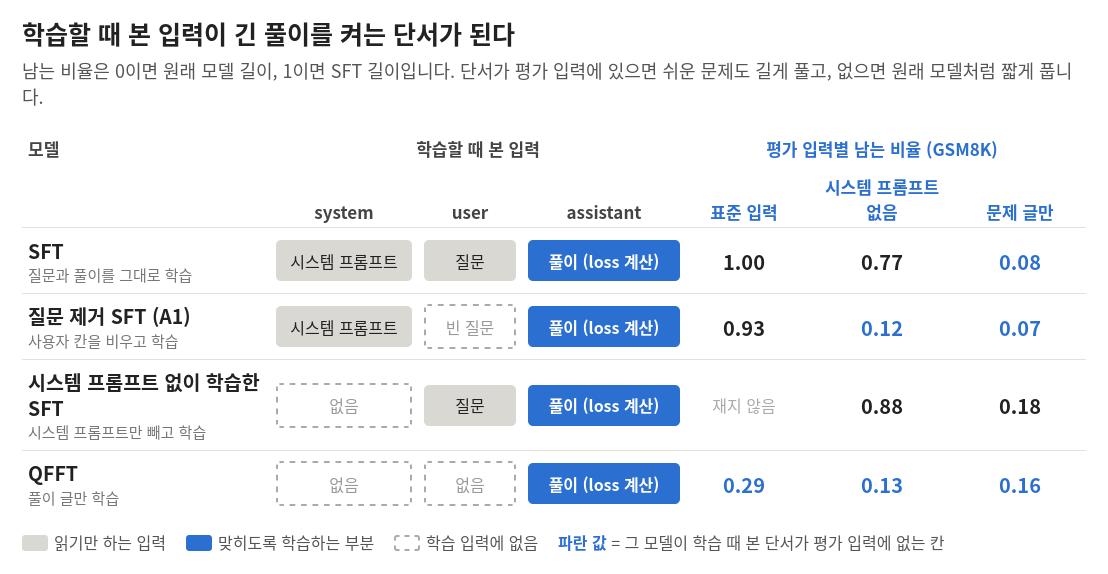 학습할 때 본 입력이 긴 풀이를 켜는 단서가 된다
남는 비율은 0이면 원래 모델 길이, 1이면 SFT 길이입니다. 단서가 평가 입력에 있으면 쉬운 문제도 길게 풀고, 없으면 원래 모델처럼 짧게 풉니
다.
모델 학습할 때 본 입력 평가 입력별 남는 비율 (GSM8K)
시스템 프롬프트
system user assistant 표준 입력 없음 문제 글만
SFT
질문과 풀이를 그대로 학습
시스템 프롬프트 질문 풀이 (loss 계산) 1.00 0.77 0.08
질문 제거 SFT (A1)
사용자 칸을 비우고 학습
시스템 프롬프트 빈 질문 풀이 (loss 계산) 0.93 0.12 0.07
시스템 프롬프트 없이 학습한
SFT
시스템 프롬프트만 빼고 학습
없음 질문 풀이 (loss 계산) 재지 않음 0.88 0.18
QFFT
풀이 글만 학습
없음 없음 풀이 (loss 계산) 0.29 0.13 0.16
읽기만 하는 입력 맞히도록 학습하는 부분 학습 입력에 없음 파란 값 = 그 모델이 학습 때 본 단서가 평가 입력에 없는 칸